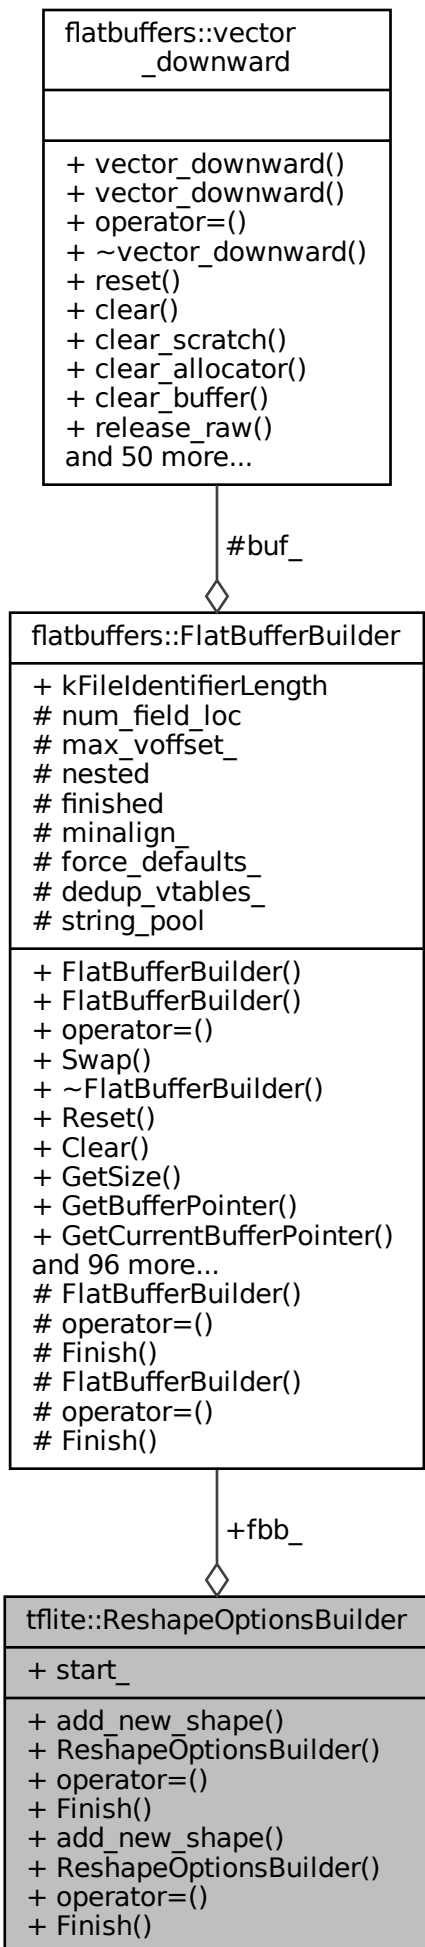 flatbuffers::vector
_downward
+ vector_downward()
+ vector_downward()
+ operator=()
+ ~vector_downward()
+ reset()
+ clear()
+ clear_scratch()
+ clear_allocator()
+ clear_buffer()
+ release_raw()
and 50 more...
#buf_
flatbuffers::FlatBufferBuilder
+ kFileIdentifierLength
# num_field_loc
# max_voffset_
# nested
# finished
# minalign_
# force_defaults_
# dedup_vtables_
# string_pool
+ FlatBufferBuilder()
+ FlatBufferBuilder()
+ operator=()
+ Swap()
+ ~FlatBufferBuilder()
+ Reset()
+ Clear()
+ GetSize()
+ GetBufferPointer()
+ GetCurrentBufferPointer()
and 96 more...
# FlatBufferBuilder()
# operator=()
# Finish()
# FlatBufferBuilder()
# operator=()
# Finish()
+fbb_
tflite::ReshapeOptionsBuilder
+ start_
+ add_new_shape()
+ ReshapeOptionsBuilder()
+ operator=()
+ Finish()
+ add_new_shape()
+ ReshapeOptionsBuilder()
+ operator=()
+ Finish()